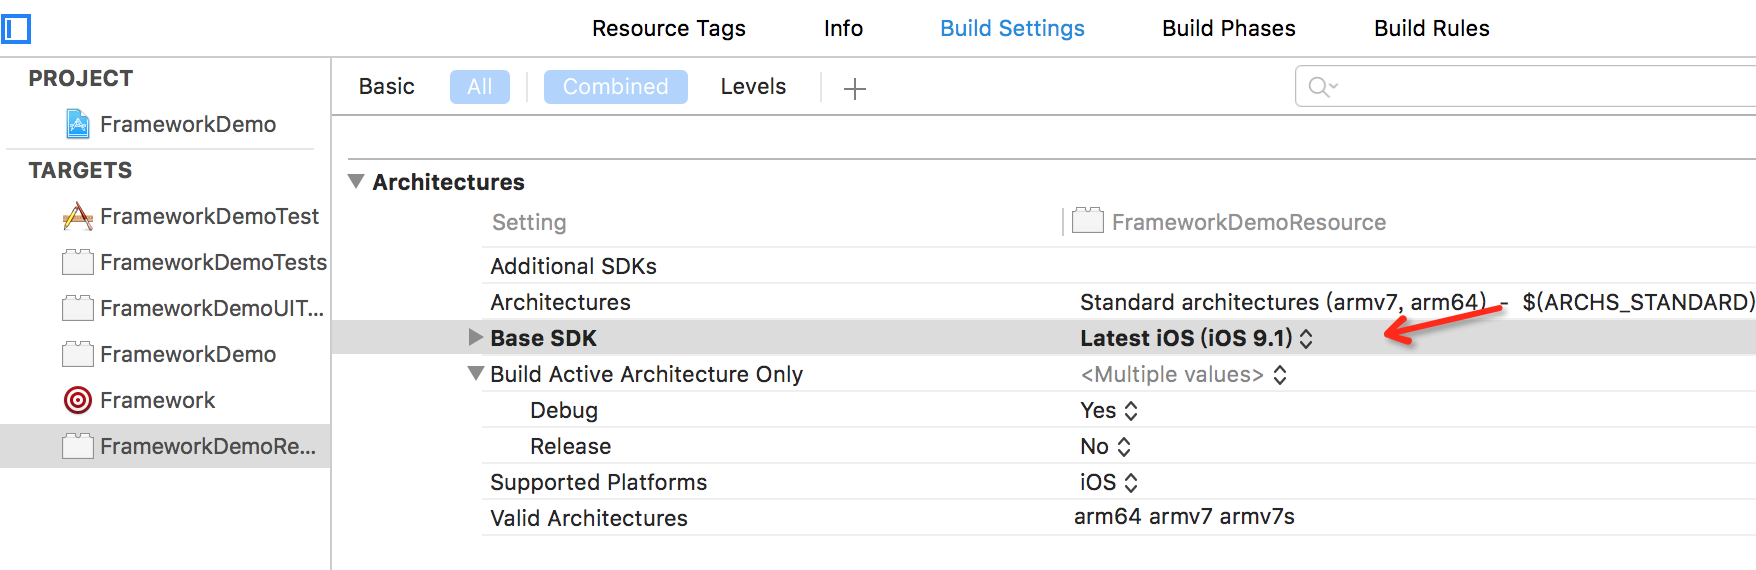 Resource Tags Info Build Settings Build Phases Build Rules
PROJECT
FrameworkDemo
TARGETS
FrameworkDemoTest
FrameworkDemoTests
FrameworkDemoUIT...
FrameworkDemo
Framework
FrameworkDemoRe...
Basic All Combined Levels
Architectures
Setting FrameworkDemoResource
Additional SDKs
Architectures Standard architectures (armv7, arm64) - $(ARCHS_STANDARD)
Base SDK Latest iOS (iOS 9.1)
Build Active Architecture Only <Multiple values>
Debug Yes
Release No
Supported Platforms iOS
Valid Architectures arm64 armv7 armv7s